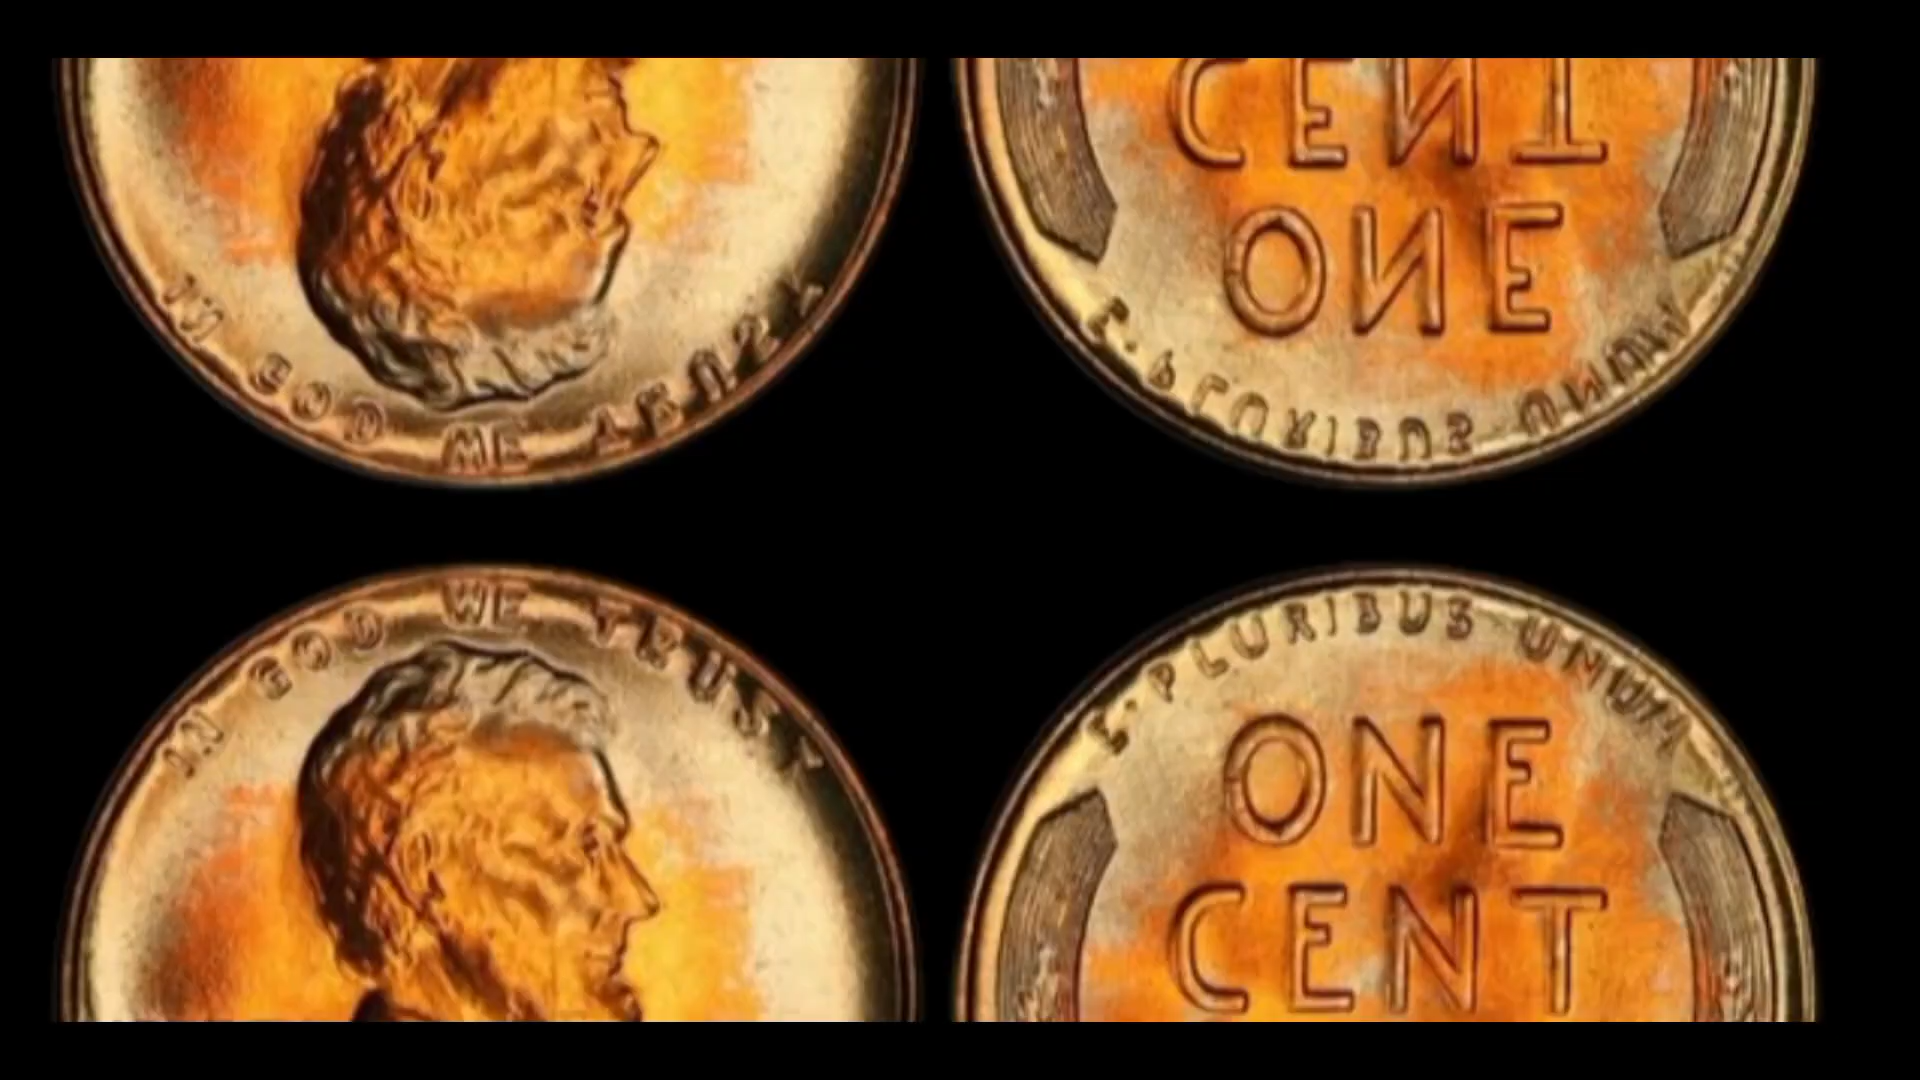 CENT
ONE
E·PLURIBUS UNUM
IN GOD WE TRUST
IN GOD WE TRUST
E·PLURIBUS UNUM
ONE
CENT